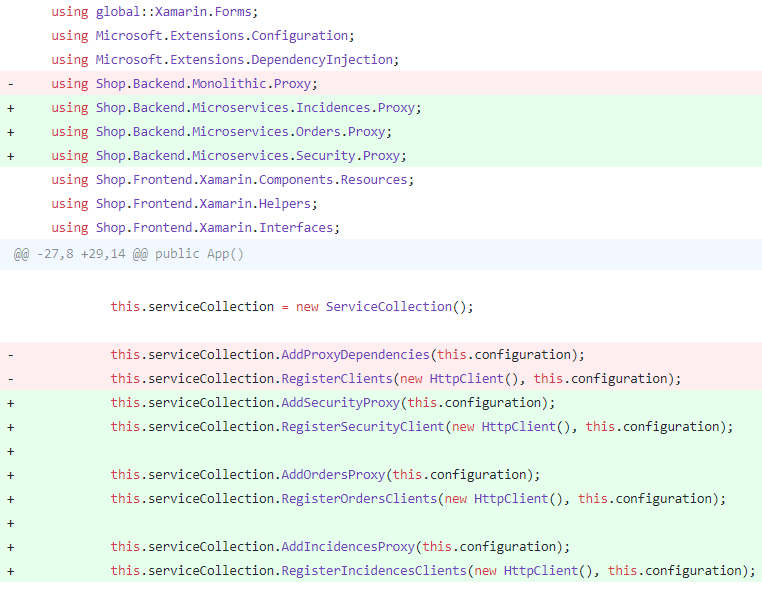 using global::Xamarin.Forms;
using Microsoft.Extensions.Configuration;
using Microsoft.Extensions.DependencyInjection;
- using Shop.Backend.Monolithic.Proxy;
+ using Shop.Backend.Microservices.Incidences.Proxy;
+ using Shop.Backend.Microservices.Orders.Proxy;
+ using Shop.Backend.Microservices.Security.Proxy;
using Shop.Frontend.Xamarin.Components.Resources;
using Shop.Frontend.Xamarin.Helpers;
using Shop.Frontend.Xamarin.Interfaces;
@@ -27,8 +29,14 @@ public App()
this.serviceCollection = new ServiceCollection();
- this.serviceCollection.AddProxyDependencies(this.configuration);
- this.serviceCollection.RegisterClients(new HttpClient(), this.configuration);
+ this.serviceCollection.AddSecurityProxy(this.configuration);
+ this.serviceCollection.RegisterSecurityClient(new HttpClient(), this.configuration);
+
+ this.serviceCollection.AddOrdersProxy(this.configuration);
+ this.serviceCollection.RegisterOrdersClients(new HttpClient(), this.configuration);
+
+ this.serviceCollection.AddIncidencesProxy(this.configuration);
+ this.serviceCollection.RegisterIncidencesClients(new HttpClient(), this.configuration);